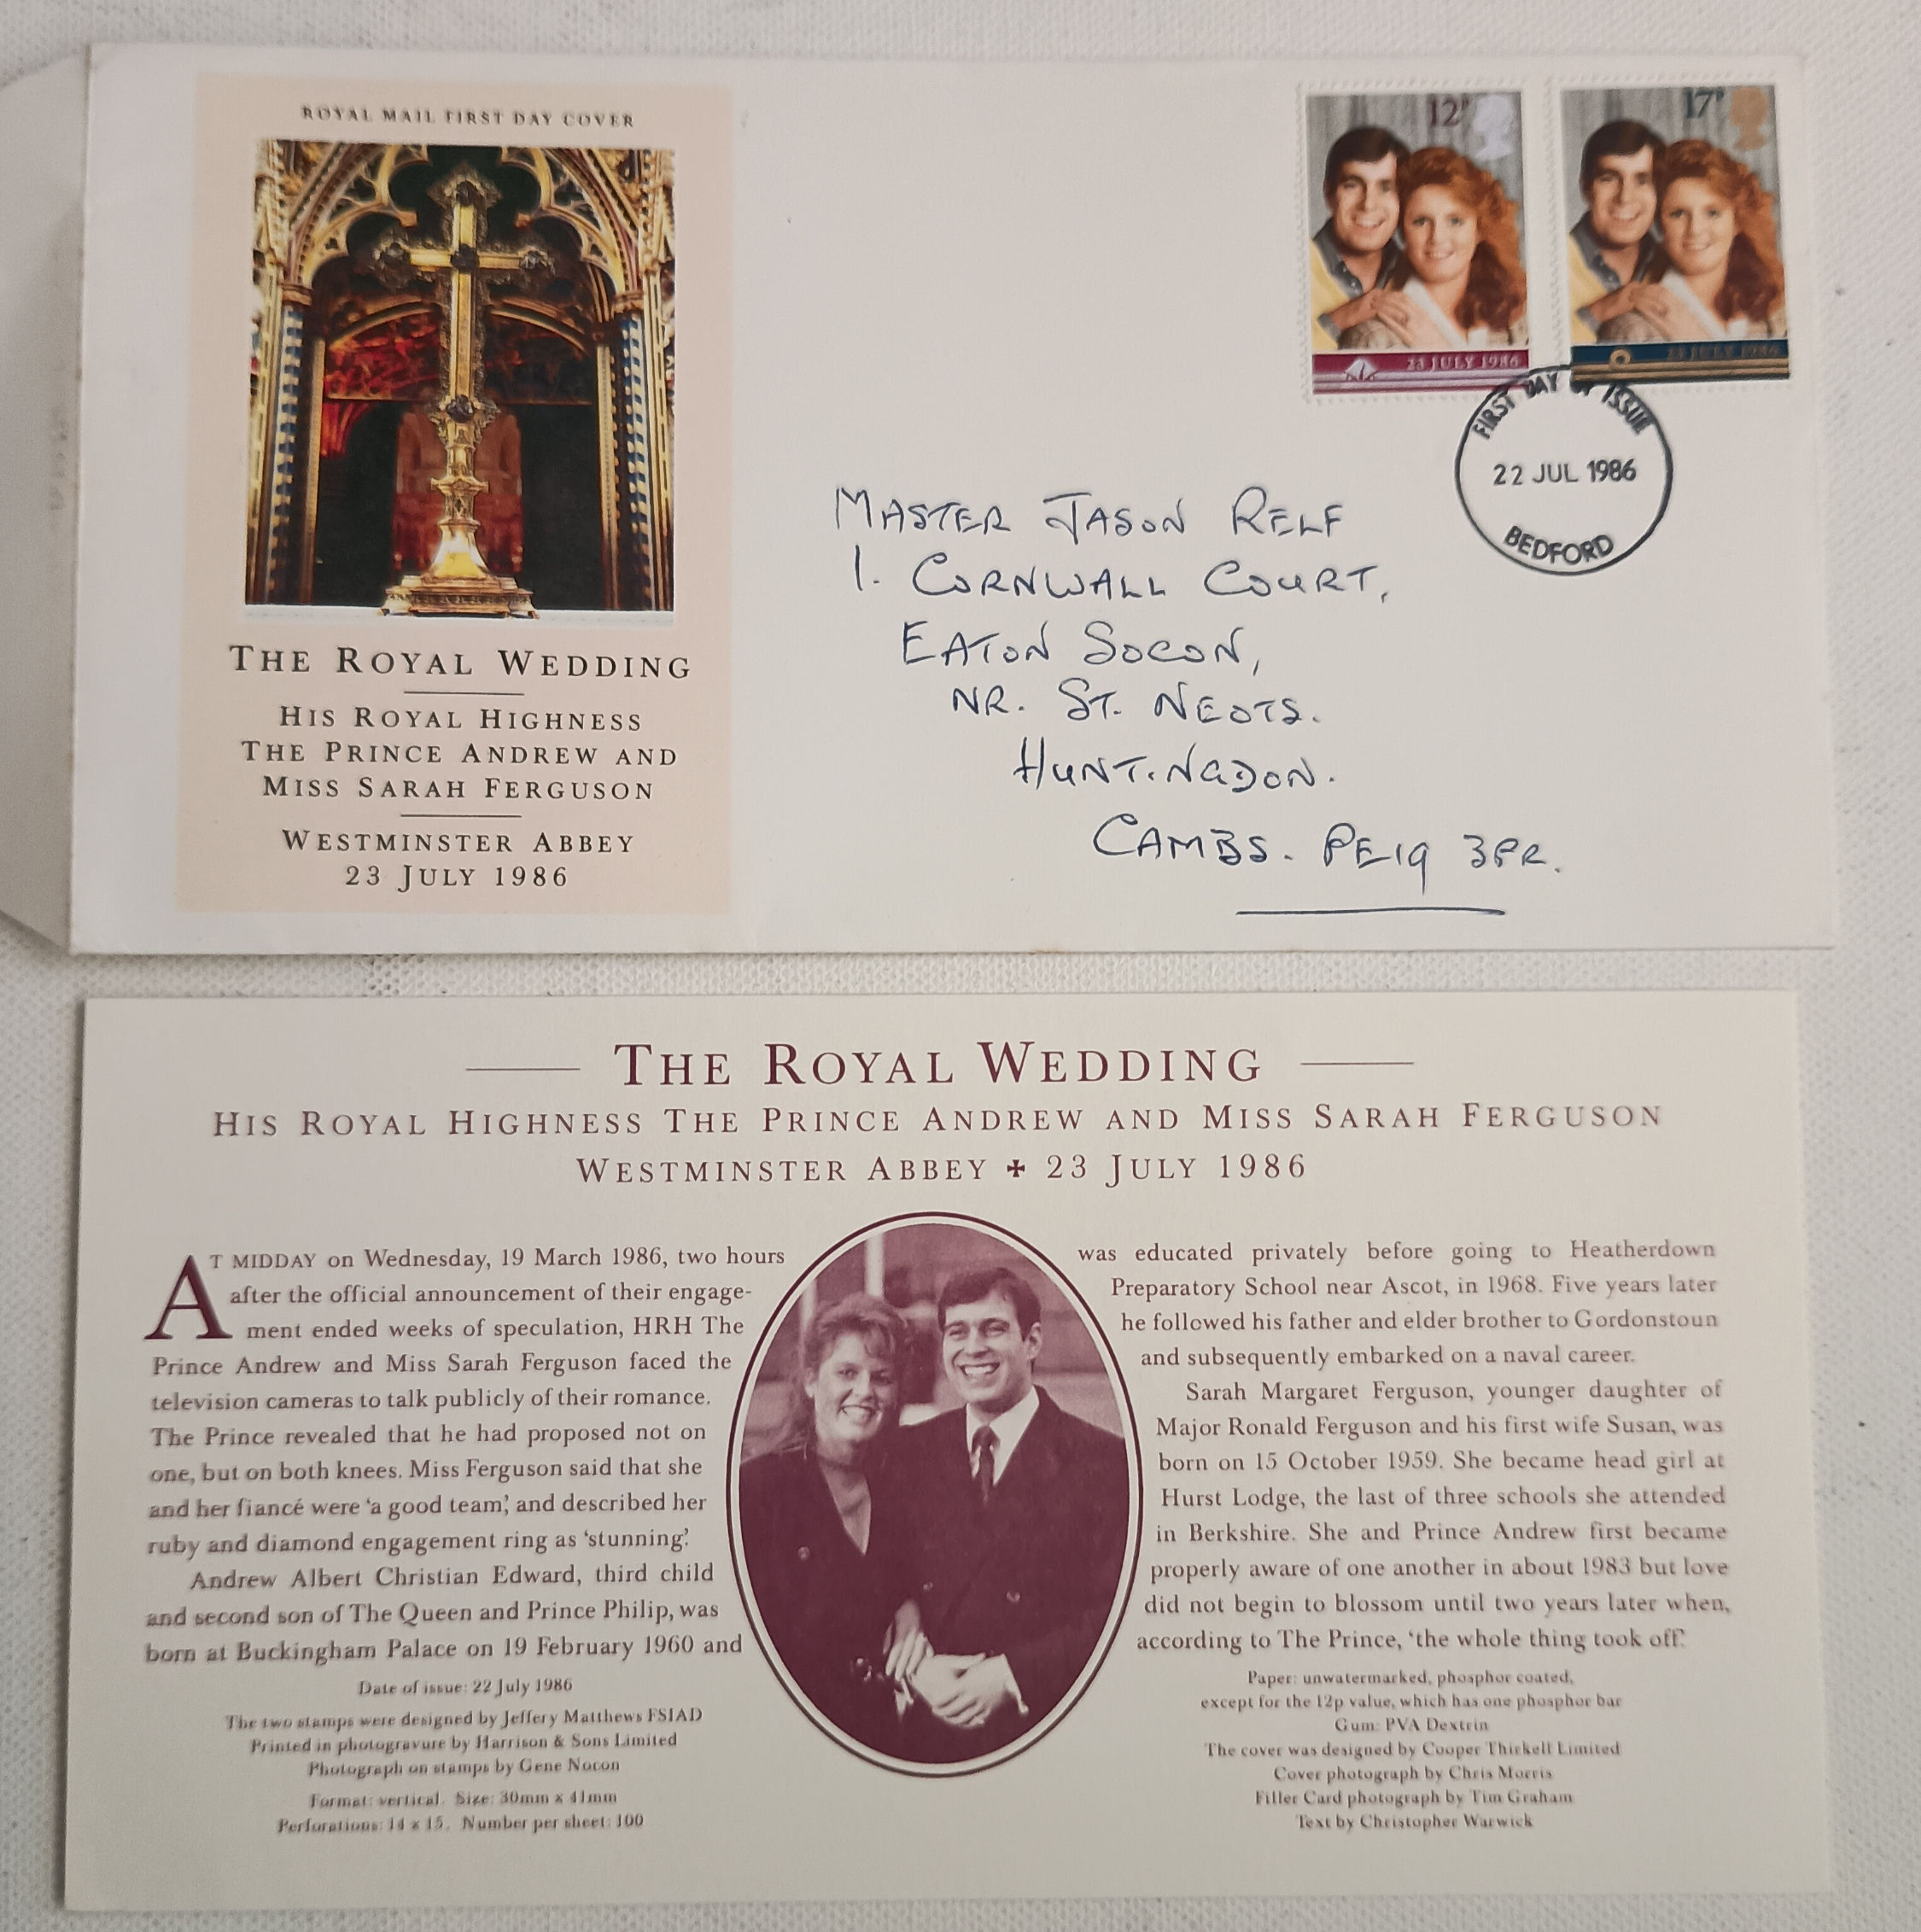 ROYAL MAIL FIRST DAY COVER
THE ROYAL WEDDING
HIS ROYAL HIGHNESS
THE PRINCE ANDREW AND
MISS SARAH FERGUSON
WESTMINSTER ABBEY
23 JULY 1986
12P
23 JULY 1986
17P
23 JULY 1986
FIRST DAY OF ISSUE
22 JUL 1986
BEDFORD
MASTER JASON RELF
1. CORNWALL COURT,
EATON SOCON,
NR. ST. NEOTS.
HUNTINGDON.
CAMBS. PE19 3PR.
THE ROYAL WEDDING
HIS ROYAL HIGHNESS THE PRINCE ANDREW AND MISS SARAH FERGUSON
WESTMINSTER ABBEY ✠ 23 JULY 1986
AT MIDDAY on Wednesday, 19 March 1986, two hours
after the official announcement of their engage-
ment ended weeks of speculation, HRH The
Prince Andrew and Miss Sarah Ferguson faced the
television cameras to talk publicly of their romance.
The Prince revealed that he had proposed not on
one, but on both knees. Miss Ferguson said that she
and her fiancé were ‘a good team’, and described her
ruby and diamond engagement ring as ‘stunning’.
Andrew Albert Christian Edward, third child
and second son of The Queen and Prince Philip, was
born at Buckingham Palace on 19 February 1960 and
Date of issue: 22 July 1986
The two stamps were designed by Jeffery Matthews FSIAD
Printed in photogravure by Harrison & Sons Limited
Photograph on stamps by Gene Nocon
Format: vertical. Size: 30mm x 41mm
Perforations: 14 x 15. Number per sheet: 100
was educated privately before going to Heatherdown
Preparatory School near Ascot, in 1968. Five years later
he followed his father and elder brother to Gordonstoun
and subsequently embarked on a naval career.
Sarah Margaret Ferguson, younger daughter of
Major Ronald Ferguson and his first wife Susan, was
born on 15 October 1959. She became head girl at
Hurst Lodge, the last of three schools she attended
in Berkshire. She and Prince Andrew first became
properly aware of one another in about 1983 but love
did not begin to blossom until two years later when,
according to The Prince, ‘the whole thing took off’.
Paper: unwatermarked, phosphor coated,
except for the 12p value, which has one phosphor bar
Gum: PVA Dextrin
The cover was designed by Cooper Thirkell Limited
Cover photograph by Chris Morris
Filler Card photograph by Tim Graham
Text by Christopher Warwick